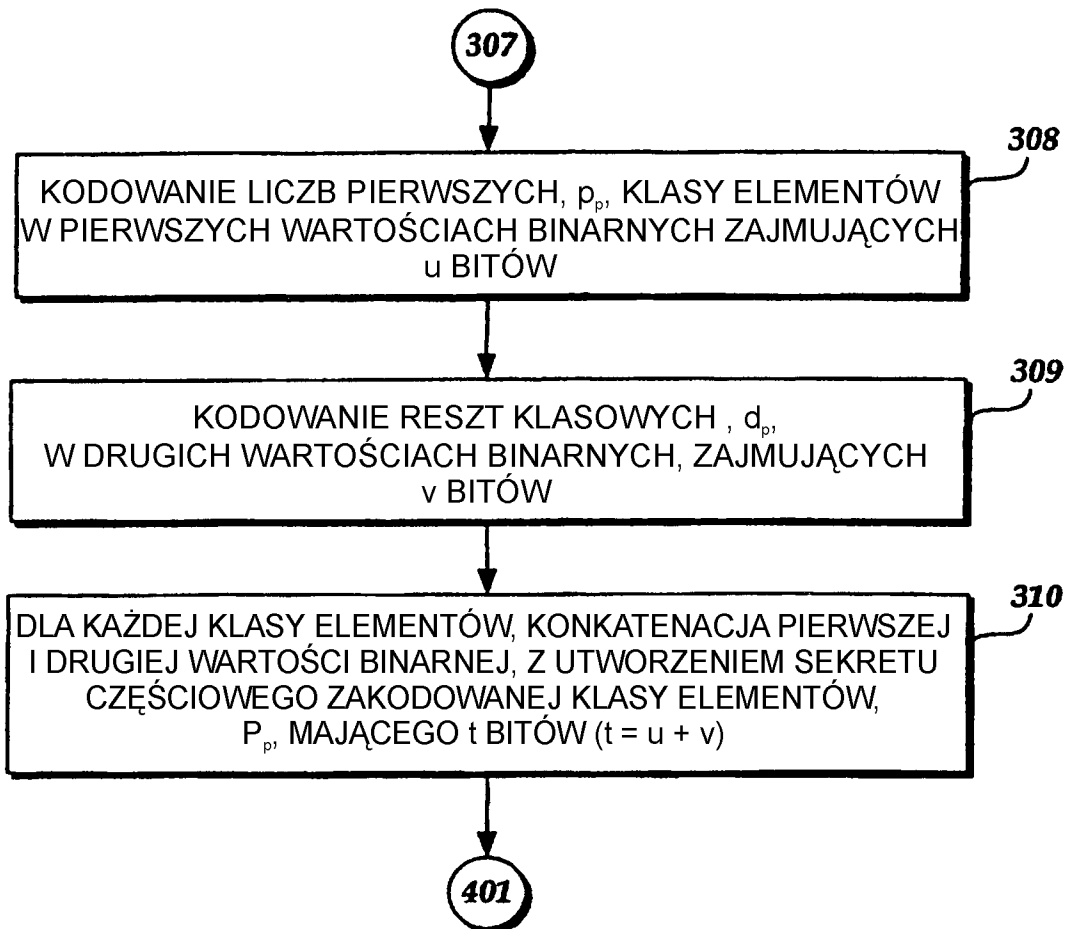 307
308
KODOWANIE LICZB PIERWSZYCH, pₚ, KLASY ELEMENTÓW
W PIERWSZYCH WARTOŚCIACH BINARNYCH ZAJMUJĄCYCH
u BITÓW
309
KODOWANIE RESZT KLASOWYCH , dₚ,
W DRUGICH WARTOŚCIACH BINARNYCH, ZAJMUJĄCYCH
v BITÓW
310
DLA KAŻDEJ KLASY ELEMENTÓW, KONKATENACJA PIERWSZEJ
I DRUGIEJ WARTOŚCI BINARNEJ, Z UTWORZENIEM SEKRETU
CZĘŚCIOWEGO ZAKODOWANEJ KLASY ELEMENTÓW,
Pₚ, MAJĄCEGO t BITÓW (t = u + v)
401